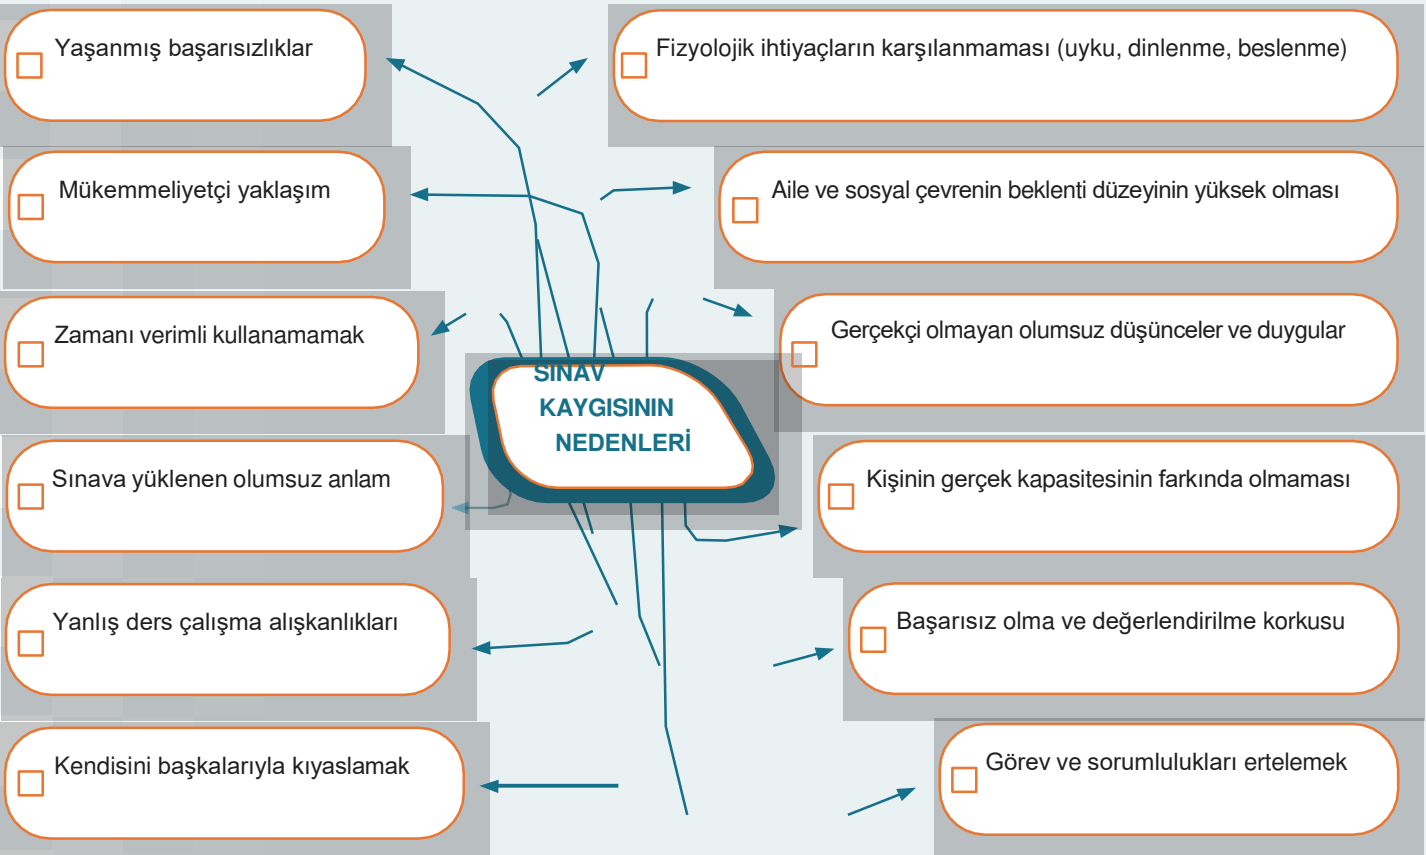 Yaşanmış başarısızlıklar
Fizyolojik ihtiyaçların karşılanmaması (uyku, dinlenme, beslenme)
Mükemmeliyetçi yaklaşım
Aile ve sosyal çevrenin beklenti düzeyinin yüksek olması
Zamanı verimli kullanamamak
Gerçekçi olmayan olumsuz düşünceler ve duygular
SINAV
KAYGISININ
NEDENLERİ
Sınava yüklenen olumsuz anlam
Kişinin gerçek kapasitesinin farkında olmaması
Yanlış ders çalışma alışkanlıkları
Başarısız olma ve değerlendirilme korkusu
Kendisini başkalarıyla kıyaslamak
Görev ve sorumlulukları ertelemek